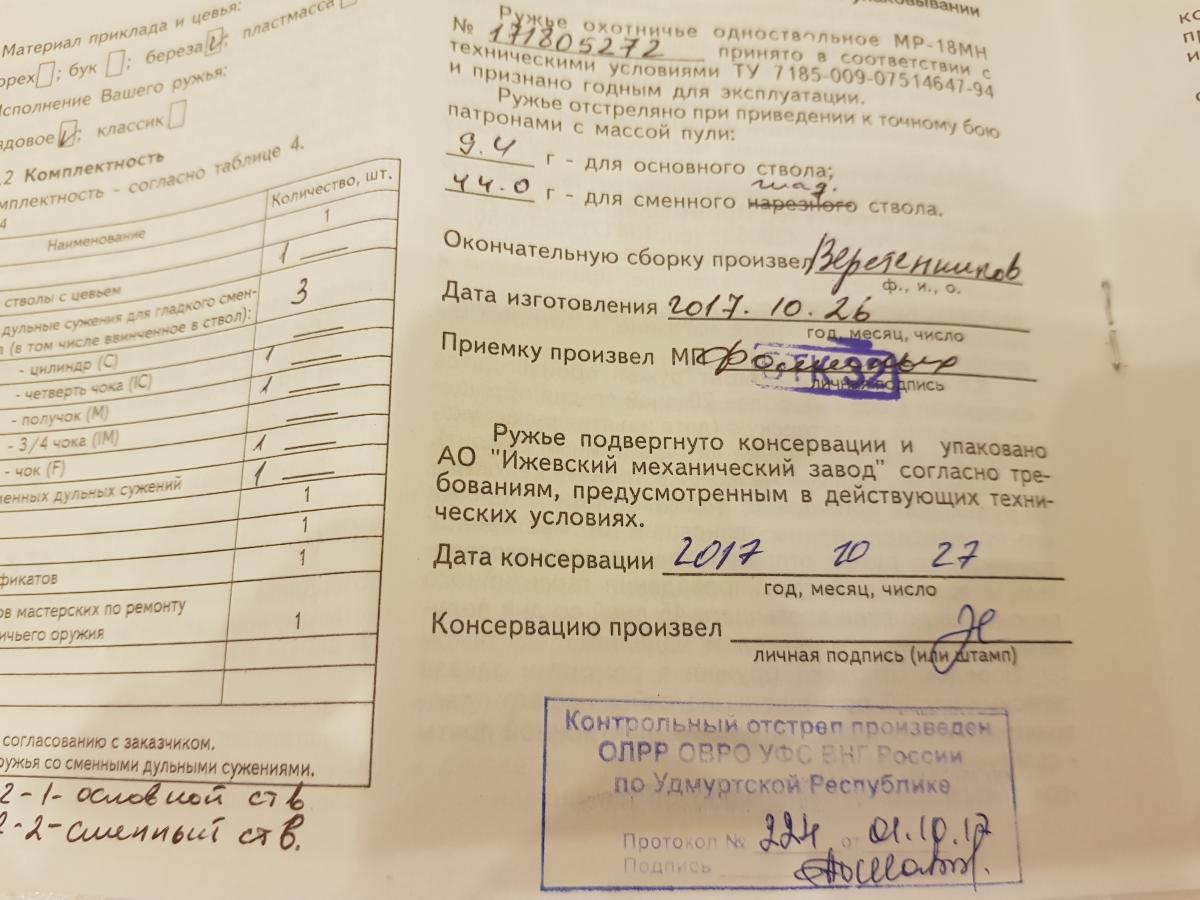 Материал приклада и цевья:
орех ; бук ; береза ; пластмасса
Исполнение Вашего ружья:
рядовое ; классик
.2 Комплектность
мплектность - согласно таблице 4.
4
Наименование
Количество, шт.
1
1
стволы с цевьем
3
дульные сужения для гладкого смен-
а (в том числе ввинченное в ствол):
- цилиндр (С)
1
- четверть чока (IC)
1
- получок (М)
- 3/4 чока (IM)
1
- чок (F)
1
менных дульных сужений
1
1
1
фикатов
ов мастерских по ремонту
ичьего оружия
1
согласованию с заказчиком.
ружья со сменными дульными сужениями.
2-1- основной ств
2-2- сменный ств.
упаковывании
Ружье охотничье одноствольное МР-18МН
№ 171805272 принято в соответствии с
техническими условиями ТУ 7185-009-07514647-94
и признано годным для эксплуатации.
Ружье отстреляно при приведении к точному бою
патронами с массой пули:
9.4 г - для основного ствола;
глад.
44.0 г - для сменного нарезного ствола.
Окончательную сборку произвел Веретенников
ф., и., о.
Дата изготовления 2017. 10. 26
год, месяц, число
Приемку произвел МП
ОТК 32
личная подпись
Ружье подвергнуто консервации и упаковано
АО "Ижевский механический завод" согласно тре-
бованиям, предусмотренным в действующих техни-
ческих условиях.
Дата консервации 2017 10 27
год, месяц, число
Консервацию произвел
личная подпись (или штамп)
Контрольный отстрел произведен
ОЛРР ОВРО УФС ВНГ России
по Удмуртской Республике
Протокол № 224 от 01.10.17
Подпись